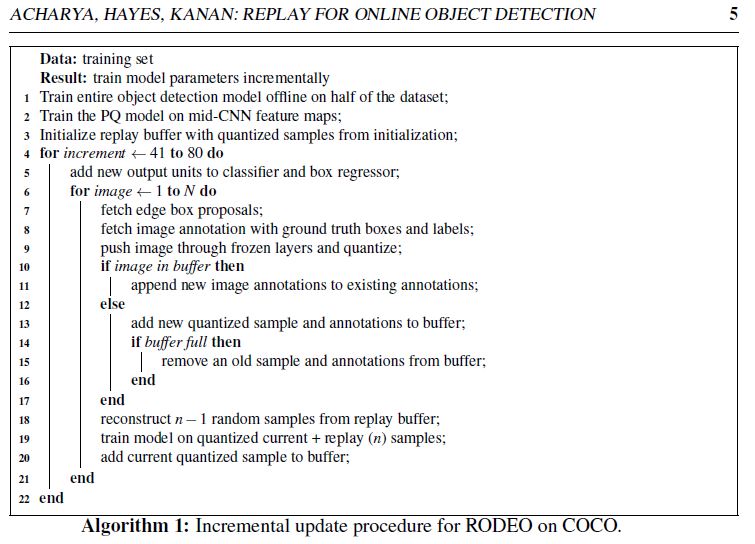 ACHARYA, HAYES, KANAN: REPLAY FOR ONLINE OBJECT DETECTION 5
Data: training set
Result: train model parameters incrementally
1 Train entire object detection model offline on half of the dataset;
2 Train the PQ model on mid-CNN feature maps;
3 Initialize replay buffer with quantized samples from initialization;
4 for increment ← 41 to 80 do
5 add new output units to classifier and box regressor;
6 for image ← 1 to N do
7 fetch edge box proposals;
8 fetch image annotation with ground truth boxes and labels;
9 push image through frozen layers and quantize;
10 if image in buffer then
11 append new image annotations to existing annotations;
12 else
13 add new quantized sample and annotations to buffer;
14 if buffer full then
15 remove an old sample and annotations from buffer;
16 end
17 end
18 reconstruct n − 1 random samples from replay buffer;
19 train model on quantized current + replay (n) samples;
20 add current quantized sample to buffer;
21 end
22 end
Algorithm 1: Incremental update procedure for RODEO on COCO.